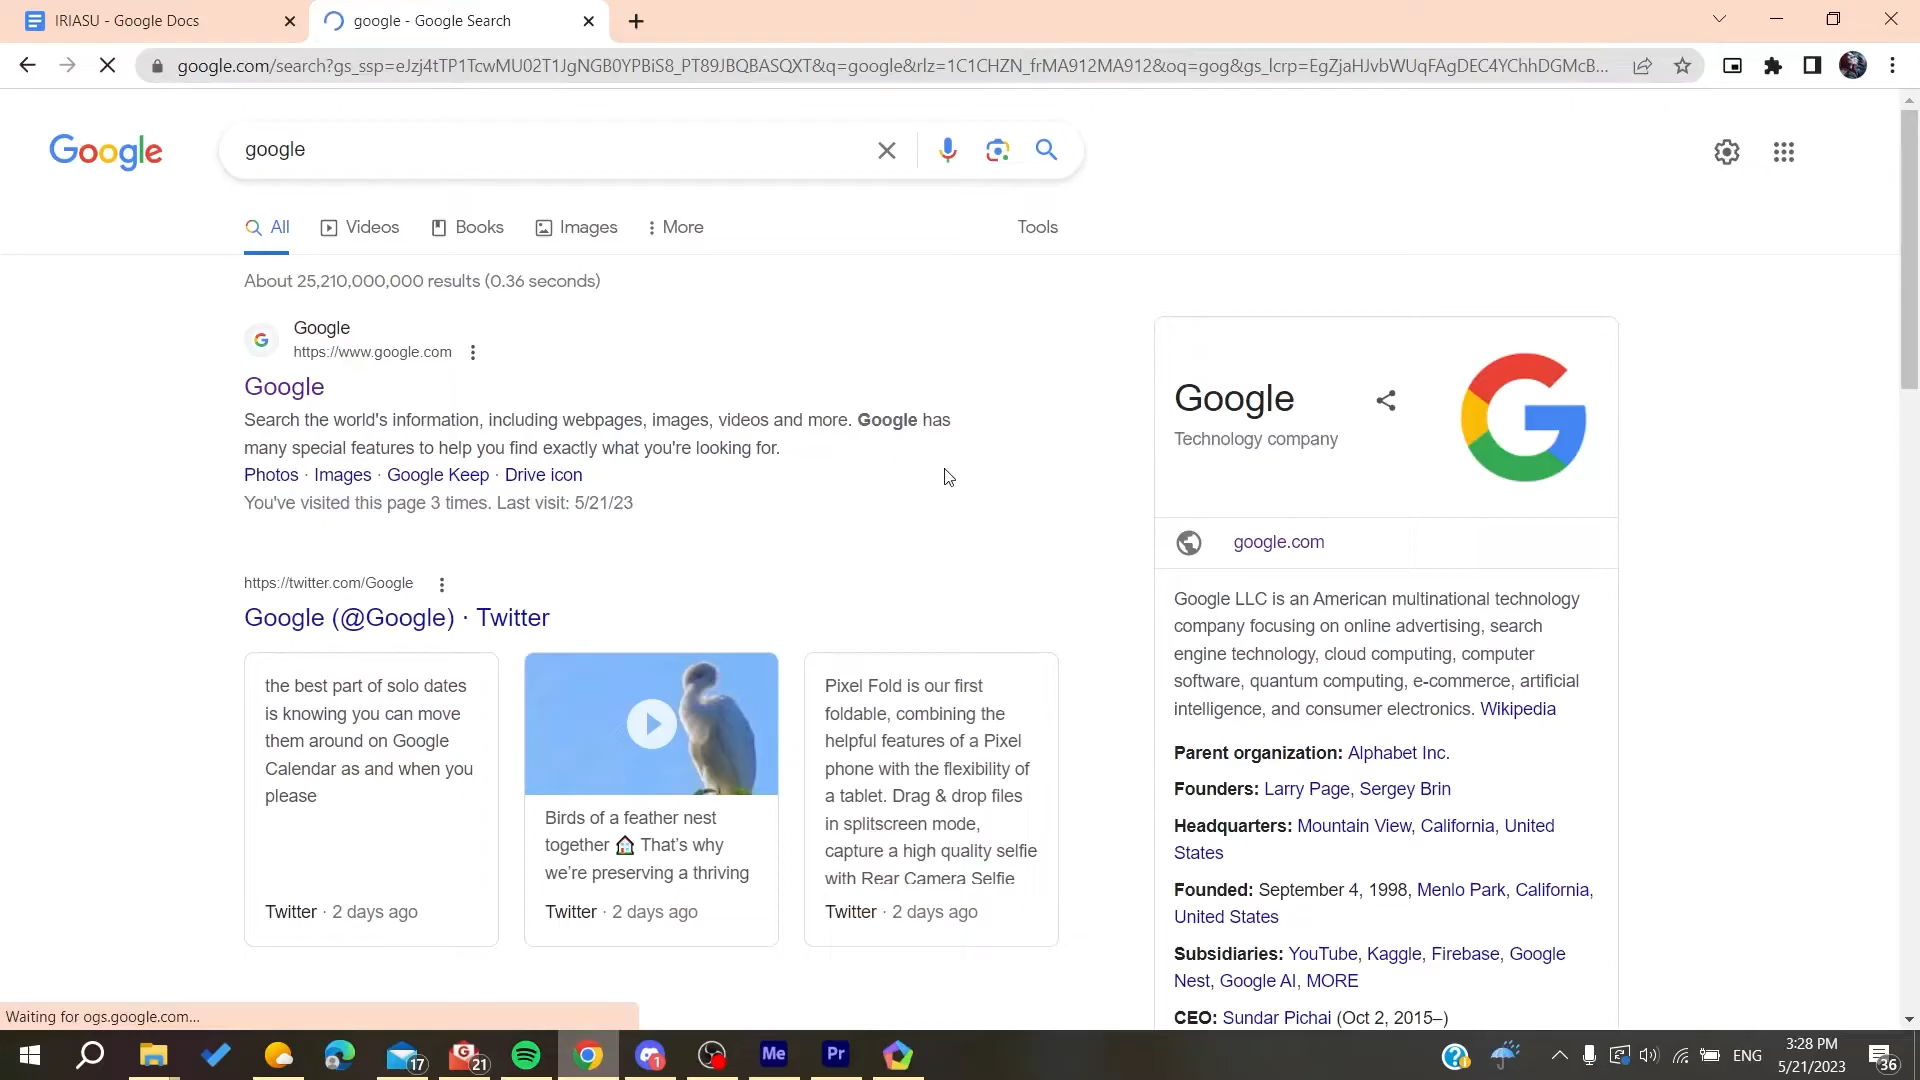 IRIASU - Google Docs
google - Google Search
google.com/search?gs_ssp=eJzj4tTP1TcwMU02T1JgNGB0YPBiS8_PT89JBQBASQXT&q=google&rlz=1C1CHZN_frMA912MA912&oq=gog&gs_lcrp=EgZjaHJvbWUqFAgDEC4YChhDGMcB...
Google
google
All
Videos
Books
Images
More
Tools
About 25,210,000,000 results (0.36 seconds)
Google
https://www.google.com
Google
Search the world's information, including webpages, images, videos and more. Google has
many special features to help you find exactly what you're looking for.
Photos · Images · Google Keep · Drive icon
You've visited this page 3 times. Last visit: 5/21/23
https://twitter.com/Google
Google (@Google) · Twitter
the best part of solo dates
is knowing you can move
them around on Google
Calendar as and when you
please
Twitter · 2 days ago
Birds of a feather nest
together 🏠 That's why
we're preserving a thriving
Twitter · 2 days ago
Pixel Fold is our first
foldable, combining the
helpful features of a Pixel
phone with the flexibility of
a tablet. Drag & drop files
in splitscreen mode,
capture a high quality selfie
with Rear Camera Selfie
Twitter · 2 days ago
Google
Technology company
google.com
Google LLC is an American multinational technology
company focusing on online advertising, search
engine technology, cloud computing, computer
software, quantum computing, e-commerce, artificial
intelligence, and consumer electronics. Wikipedia
Parent organization: Alphabet Inc.
Founders: Larry Page, Sergey Brin
Headquarters: Mountain View, California, United
States
Founded: September 4, 1998, Menlo Park, California,
United States
Subsidiaries: YouTube, Kaggle, Firebase, Google
Nest, Google AI, MORE
CEO: Sundar Pichai (Oct 2, 2015–)
Waiting for ogs.google.com...
17
21
1
Me
Pr
ENG
3:28 PM
5/21/2023
36